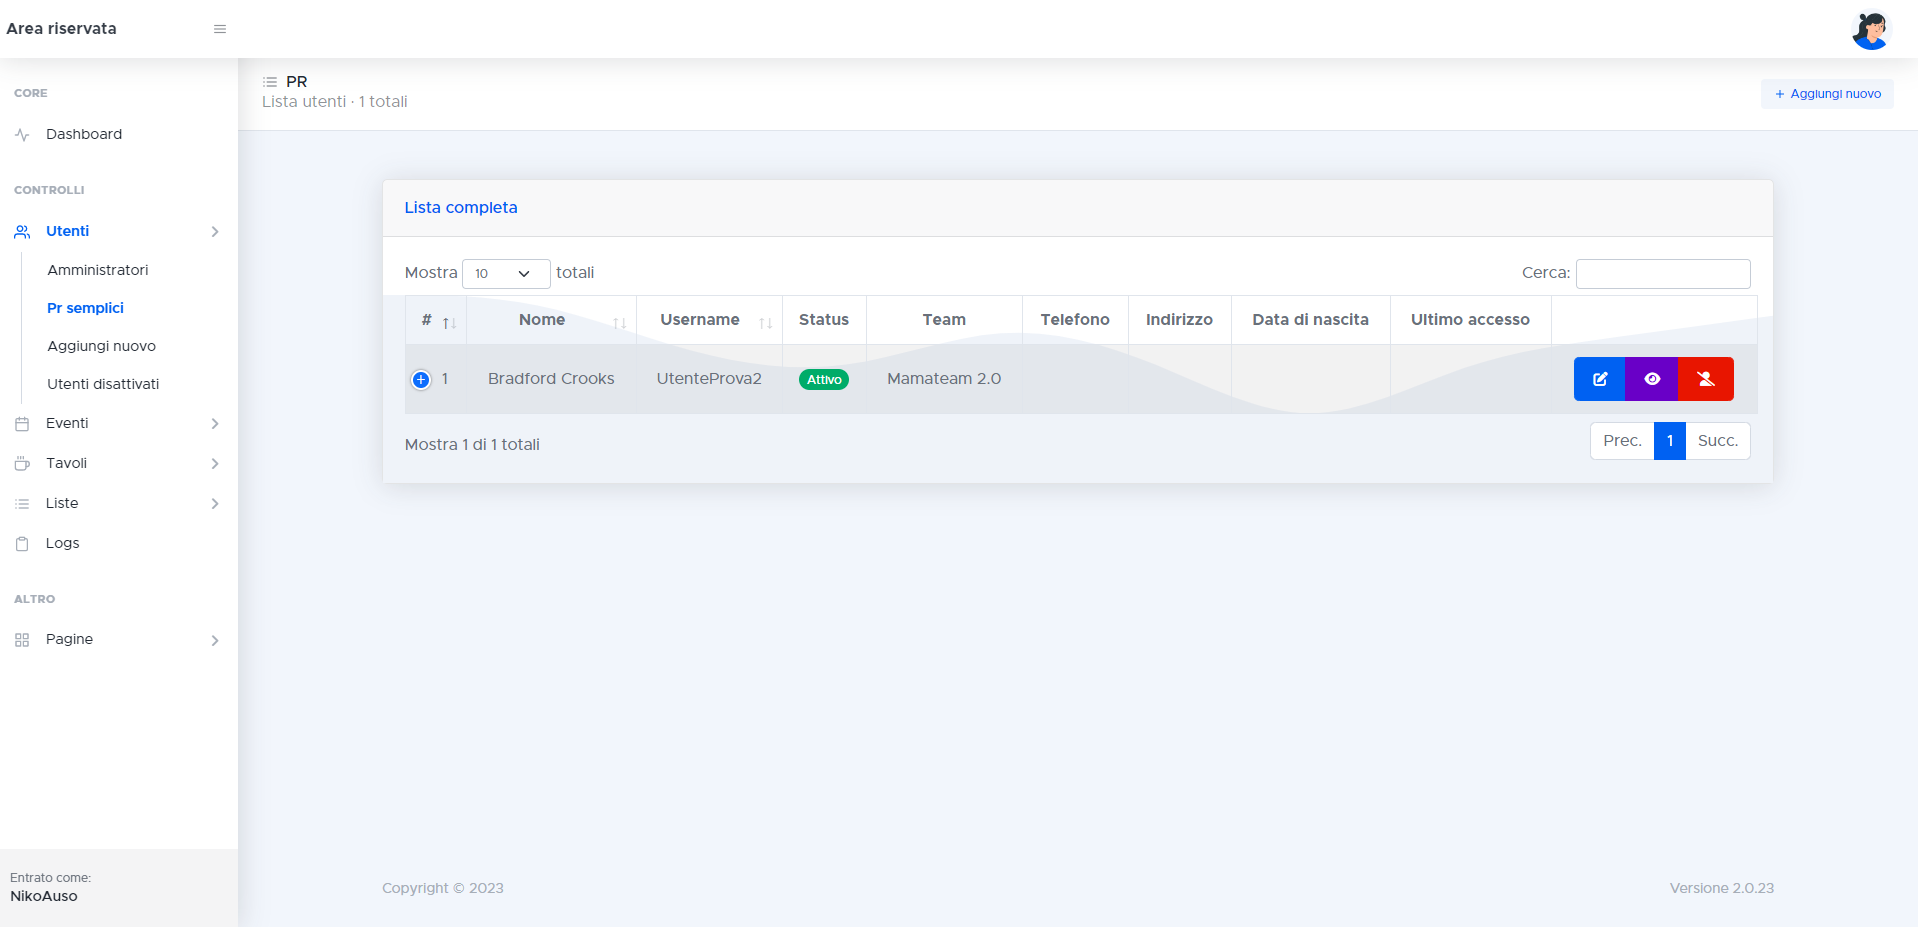 Area riservata
CORE
Dashboard
CONTROLLI
Utenti
Amministratori
Pr semplici
Aggiungi nuovo
Utenti disattivati
Eventi
Tavoli
Liste
Logs
ALTRO
Pagine
Entrato come:
NikoAuso
PR
Lista utenti · 1 totali
+ Aggiungi nuovo
Lista completa
Mostra 10 totali
Cerca:
# Nome Username Status Team Telefono Indirizzo Data di nascita Ultimo accesso
1 Bradford Crooks UtenteProva2 Attivo Mamateam 2.0
Mostra 1 di 1 totali
Prec. 1 Succ.
Copyright © 2023
Versione 2.0.23